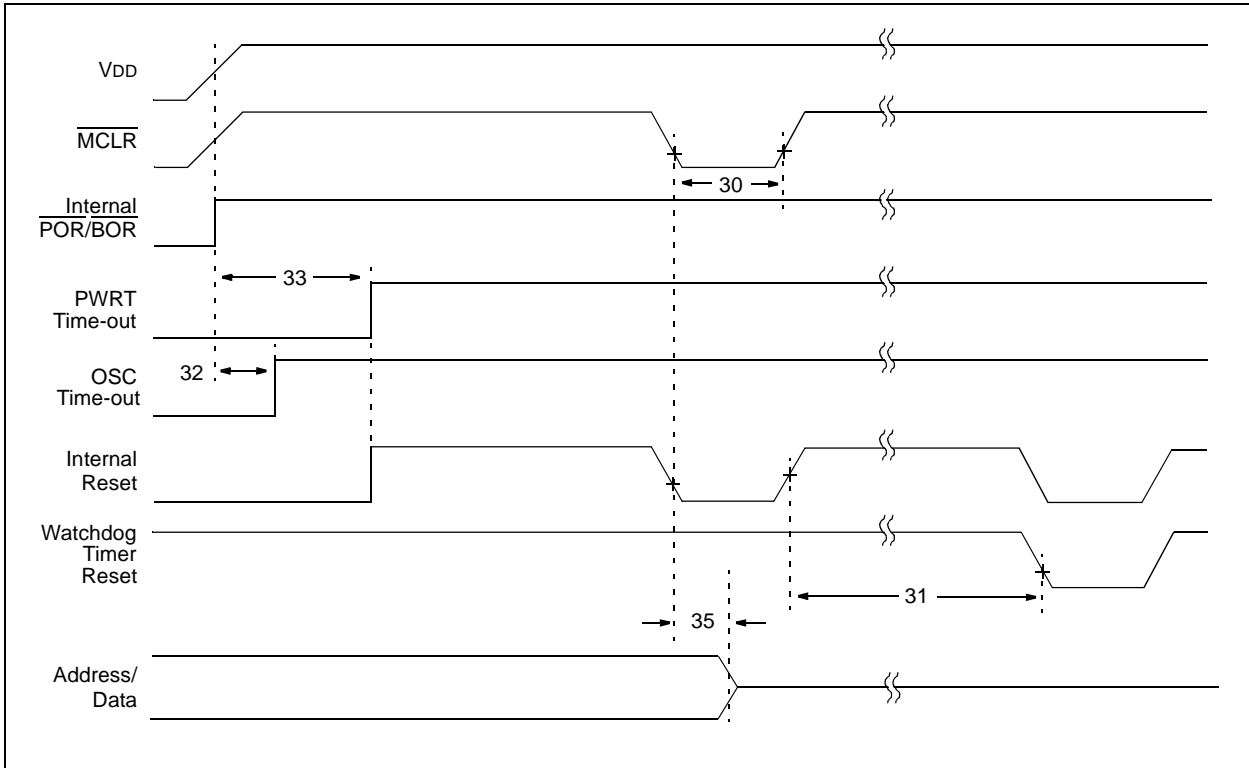 VDD
MCLR
Internal
POR/BOR
33
PWRT
Time-out
32
OSC
Time-out
30
Internal
Reset
Watchdog
Timer
Reset
31
35
Address/
Data